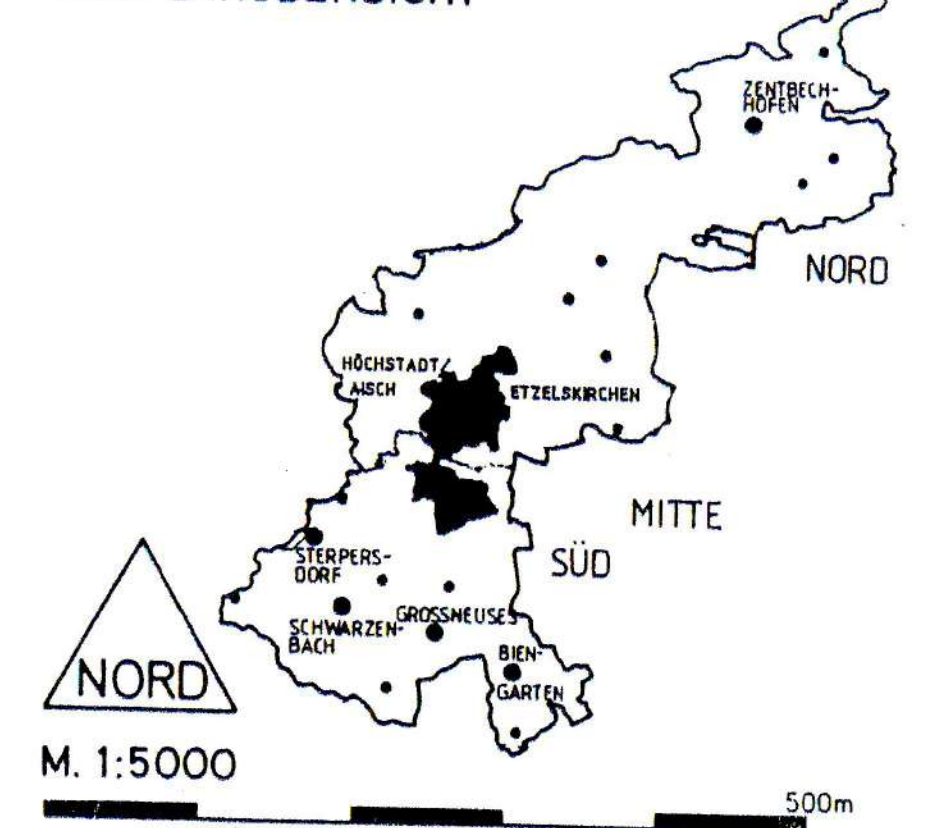 ZENTBECH-
HOFEN
NORD
HÖCHSTADT/
AISCH
ETZELSKIRCHEN
MITTE
SÜD
STERPERS-
DORF
GROSSNEUSES
SCHWARZEN-
BACH
BIEN-
GARTEN
NORD
M. 1:5000
500m